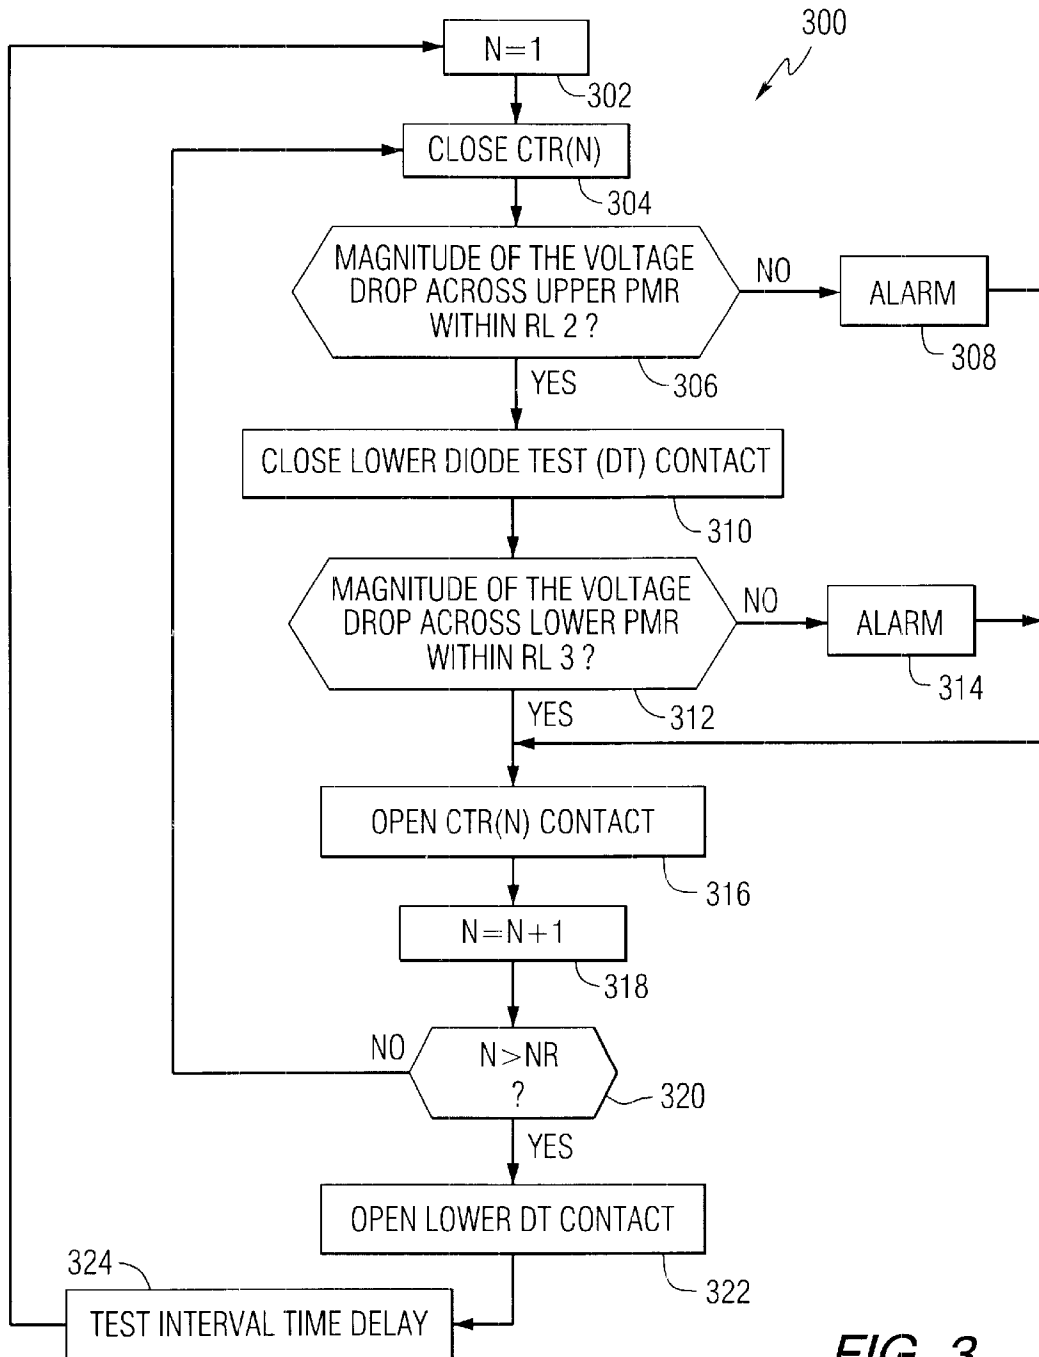 300
N=1
302
CLOSE CTR(N)
304
MAGNITUDE OF THE VOLTAGE
DROP ACROSS UPPER PMR
WITHIN RL 2 ?
NO
ALARM
308
306
YES
CLOSE LOWER DIODE TEST (DT) CONTACT
310
MAGNITUDE OF THE VOLTAGE
DROP ACROSS LOWER PMR
WITHIN RL 3 ?
NO
ALARM
314
312
YES
OPEN CTR(N) CONTACT
316
N=N+1
318
NO
N>NR
?
320
YES
OPEN LOWER DT CONTACT
322
324
TEST INTERVAL TIME DELAY
FIG. 3